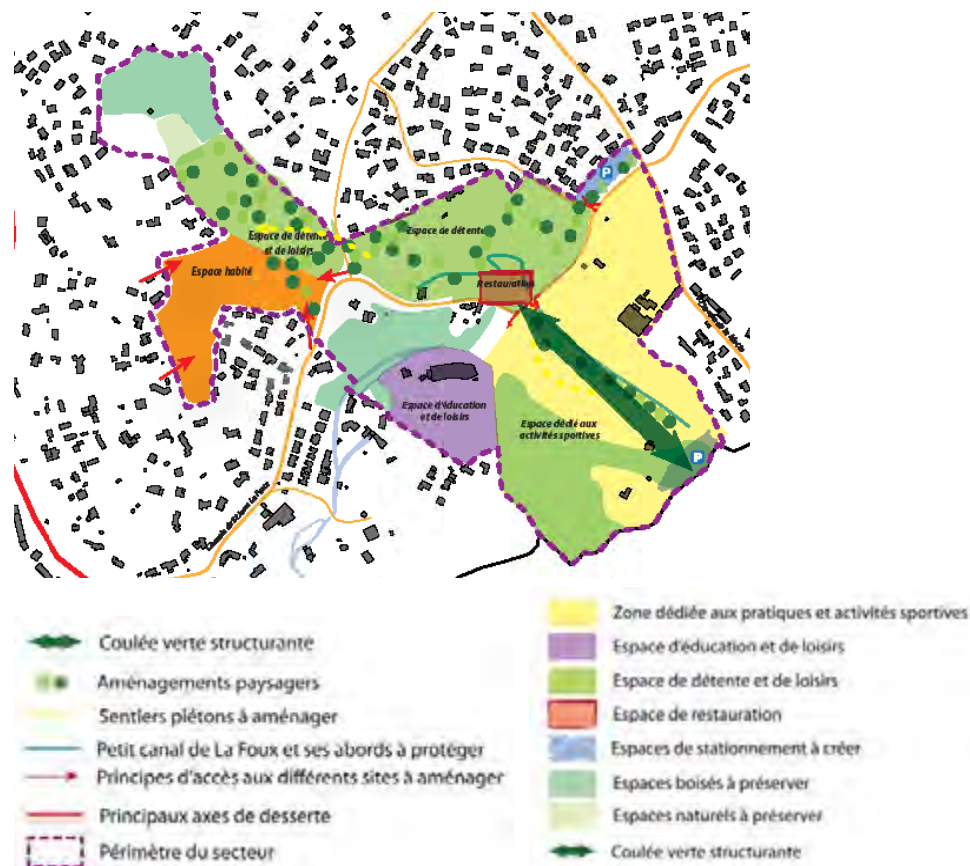 P
Espace de détente
et de loisirs
Espace de détente
Espace habité
Restauration
Espace d'éducation
et de loisirs
Espace dédié aux
activités sportives
P
Coulée verte structurante
Aménagements paysagers
Sentiers piétons à aménager
Petit canal de La Foux et ses abords à protéger
Principes d'accès aux différents sites à aménager
Principaux axes de desserte
Périmètre du secteur
Zone dédiée aux pratiques et activités sportives
Espace d'éducation et de loisirs
Espace de détente et de loisirs
Espace de restauration
Espaces de stationnement à créer
Espaces boisés à préserver
Espaces naturels à préserver
Coulée verte structurante